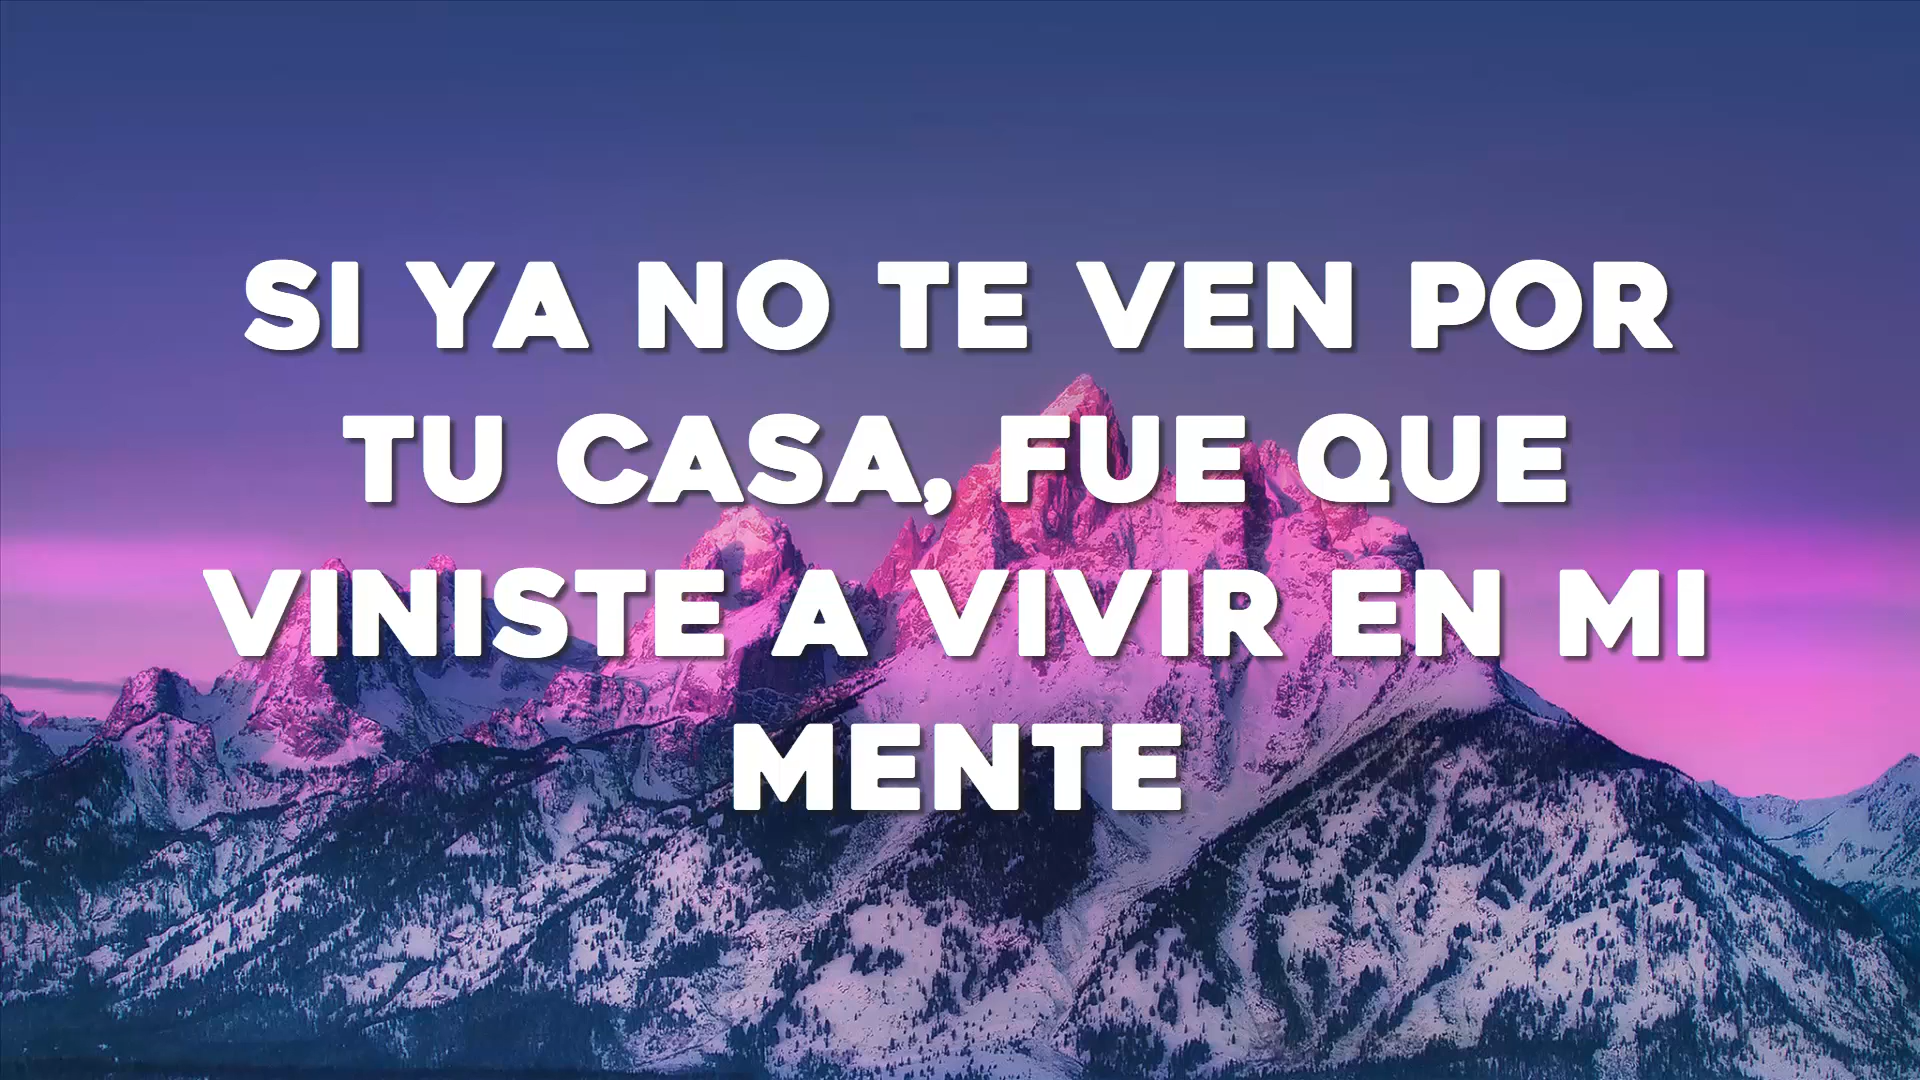 SI YA NO TE VEN POR
TU CASA, FUE QUE
VINISTE A VIVIR EN MI
MENTE